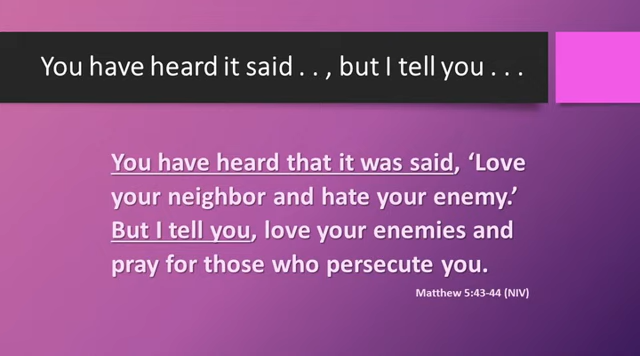 You have heard it said . . , but I tell you . . .
You have heard that it was said, ‘Love
your neighbor and hate your enemy.’
But I tell you, love your enemies and
pray for those who persecute you.
Matthew 5:43-44 (NIV)